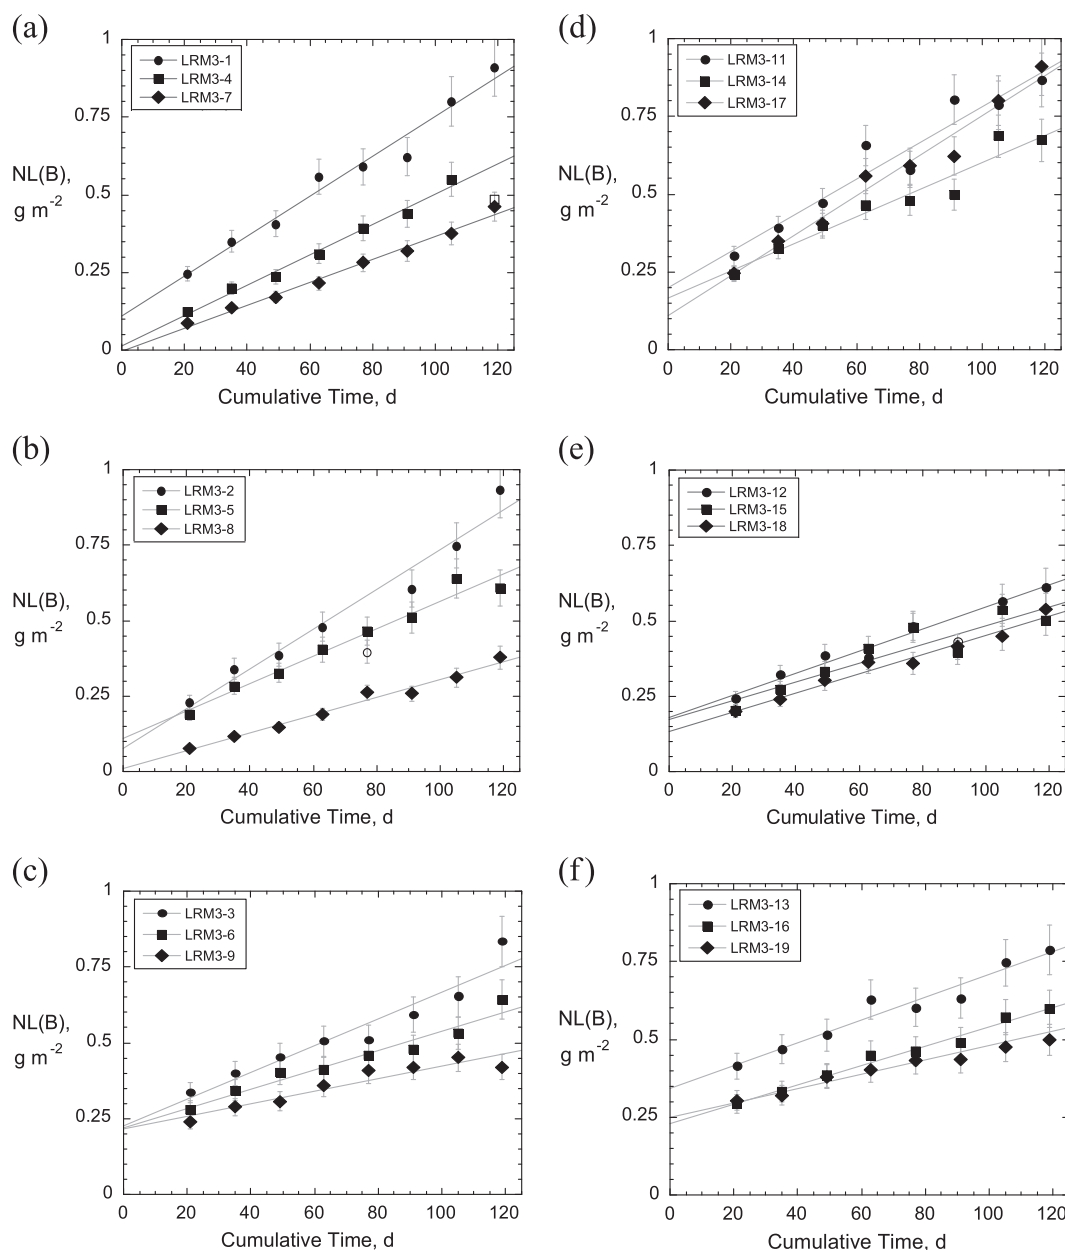 (a)
1
0.75
0.5
0.25
0
NL(B),
g m-2
LRM3-1
LRM3-4
LRM3-7
0 20 40 60 80 100 120
Cumulative Time, d
(d)
1
0.75
0.5
0.25
0
NL(B),
g m-2
LRM3-11
LRM3-14
LRM3-17
0 20 40 60 80 100 120
Cumulative Time, d
(b)
1
0.75
0.5
0.25
0
NL(B),
g m-2
LRM3-2
LRM3-5
LRM3-8
0 20 40 60 80 100 120
Cumulative Time, d
(e)
1
0.75
0.5
0.25
0
NL(B),
g m-2
LRM3-12
LRM3-15
LRM3-18
0 20 40 60 80 100 120
Cumulative Time, d
(c)
1
0.75
0.5
0.25
0
NL(B),
g m-2
LRM3-3
LRM3-6
LRM3-9
0 20 40 60 80 100 120
Cumulative Time, d
(f)
1
0.75
0.5
0.25
0
NL(B),
g m-2
LRM3-13
LRM3-16
LRM3-19
0 20 40 60 80 100 120
Cumulative Time, d